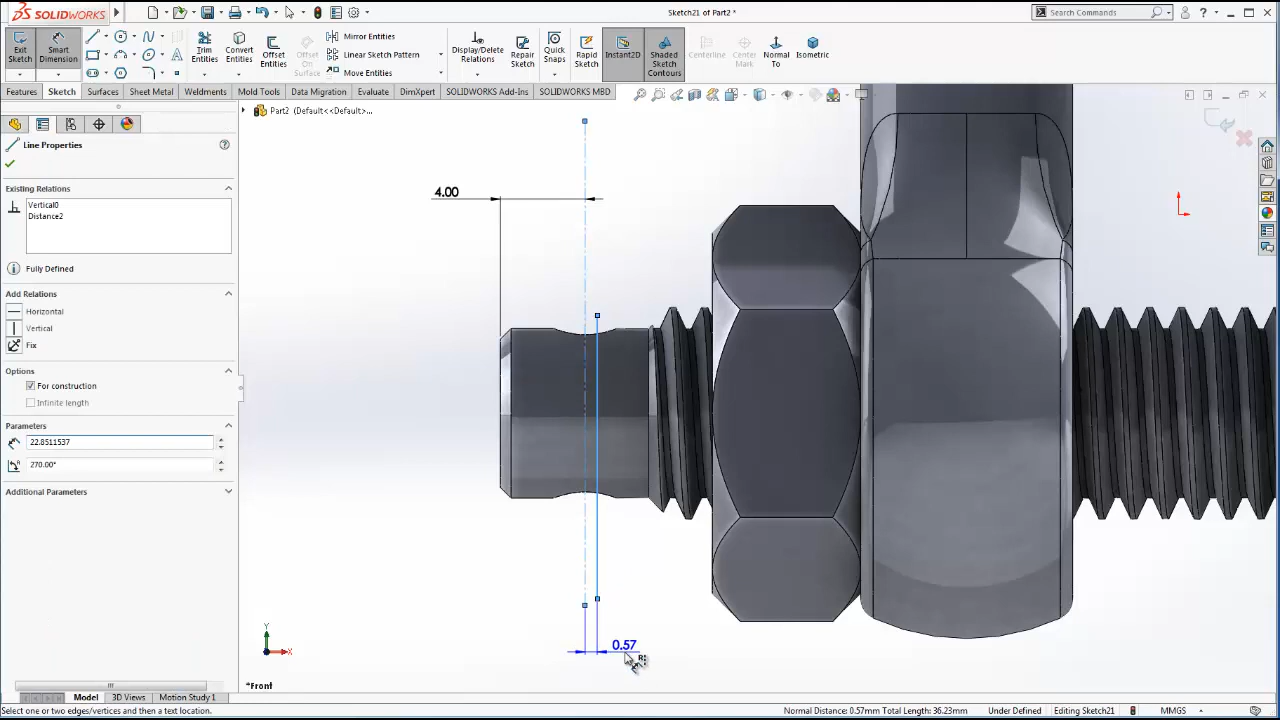 SOLIDWORKS
Sketch21 of Part2 *
Search Commands
Exit Sketch
Smart Dimension
Trim Entities
Convert Entities
Offset Entities
Offset On Surface
Mirror Entities
Linear Sketch Pattern
Move Entities
Display/Delete Relations
Repair Sketch
Quick Snaps
Rapid Sketch
Instant2D
Shaded Sketch Contours
Centerline
Center Mark
Normal To
Isometric
Features
Sketch
Surfaces
Sheet Metal
Weldments
Mold Tools
Data Migration
Evaluate
DimXpert
SOLIDWORKS Add-Ins
SOLIDWORKS MBD
Part2 (Default<<Default>...
Line Properties
Existing Relations
Vertical0
Distance2
Fully Defined
Add Relations
Horizontal
Vertical
Fix
Options
For construction
Infinite length
Parameters
22.8511537
270.00°
Additional Parameters
4.00
0.57
Y
X
*Front
Model
3D Views
Motion Study 1
Select one or two edges/vertices and then a text location.
Normal Distance: 0.57mm Total Length: 36.23mm
Under Defined
Editing Sketch21
MMGS